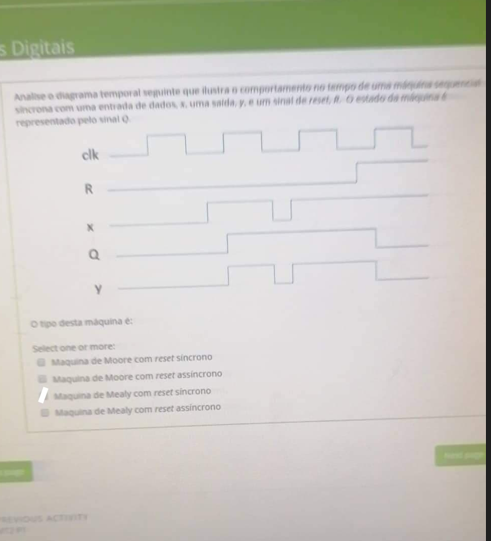 s Digitais
Analise o diagrama temporal seguinte que ilustra o comportamento no tempo de uma máquina sequencial
síncrona com uma entrada de dados, x, uma saída, y, e um sinal de reset, R. O estado da máquina é
representado pelo sinal Q.
clk
R
x
Q
y
O tipo desta máquina é:
Select one or more:
Maquina de Moore com reset síncrono
Maquina de Moore com reset assíncrono
Maquina de Mealy com reset síncrono
Maquina de Mealy com reset assíncrono
page
Next page
PREVIOUS ACTIVITY